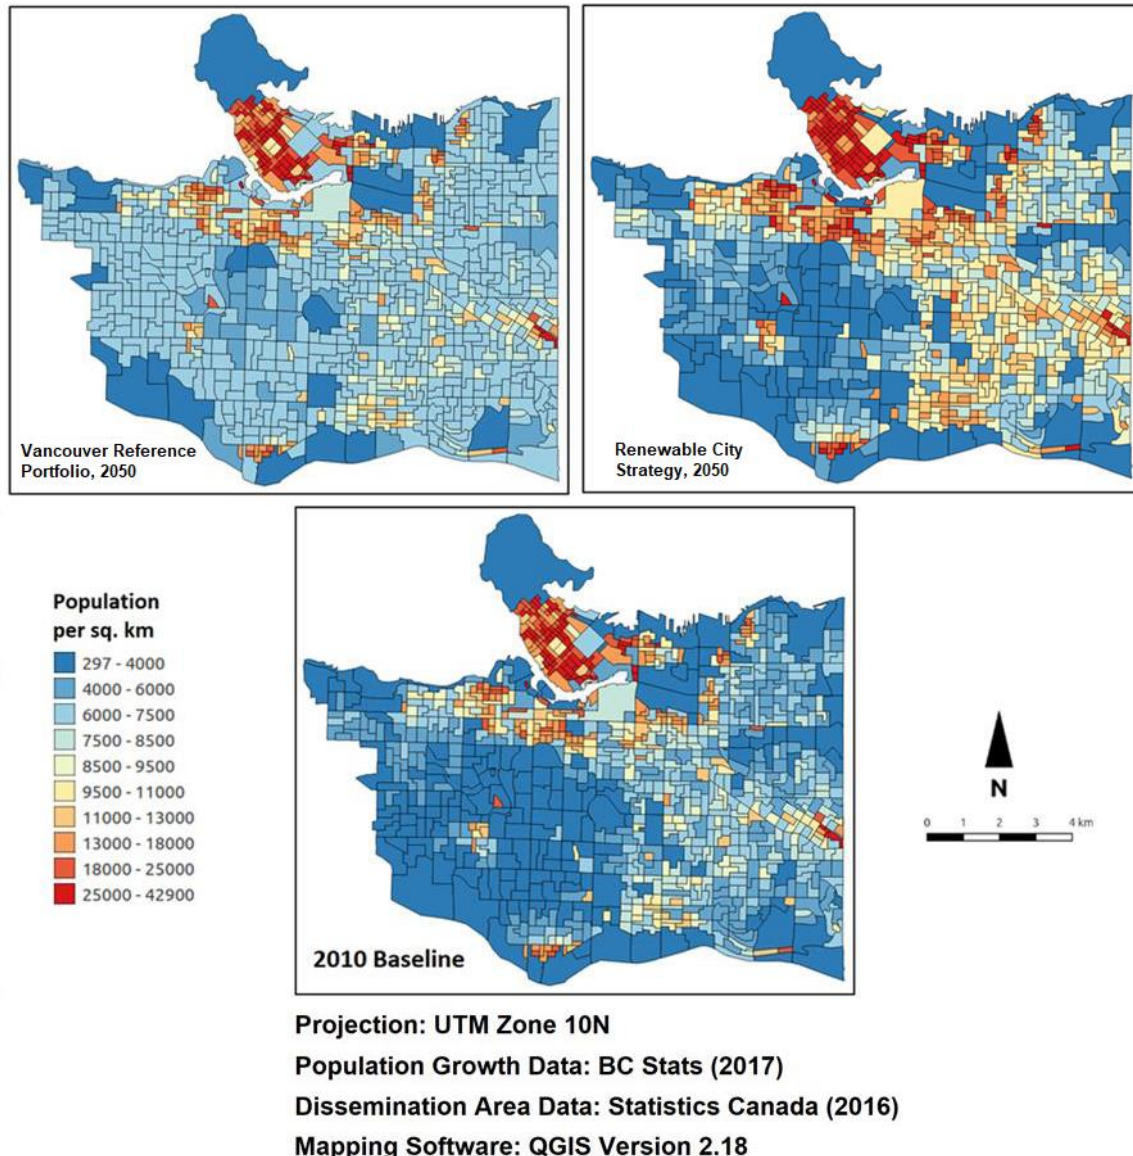 Vancouver Reference
Portfolio, 2050
Renewable City
Strategy, 2050
Population
per sq. km
297 - 4000
4000 - 6000
6000 - 7500
7500 - 8500
8500 - 9500
9500 - 11000
11000 - 13000
13000 - 18000
18000 - 25000
25000 - 42900
2010 Baseline
N
0 1 2 3 4 km
Projection: UTM Zone 10N
Population Growth Data: BC Stats (2017)
Dissemination Area Data: Statistics Canada (2016)
Mapping Software: QGIS Version 2.18